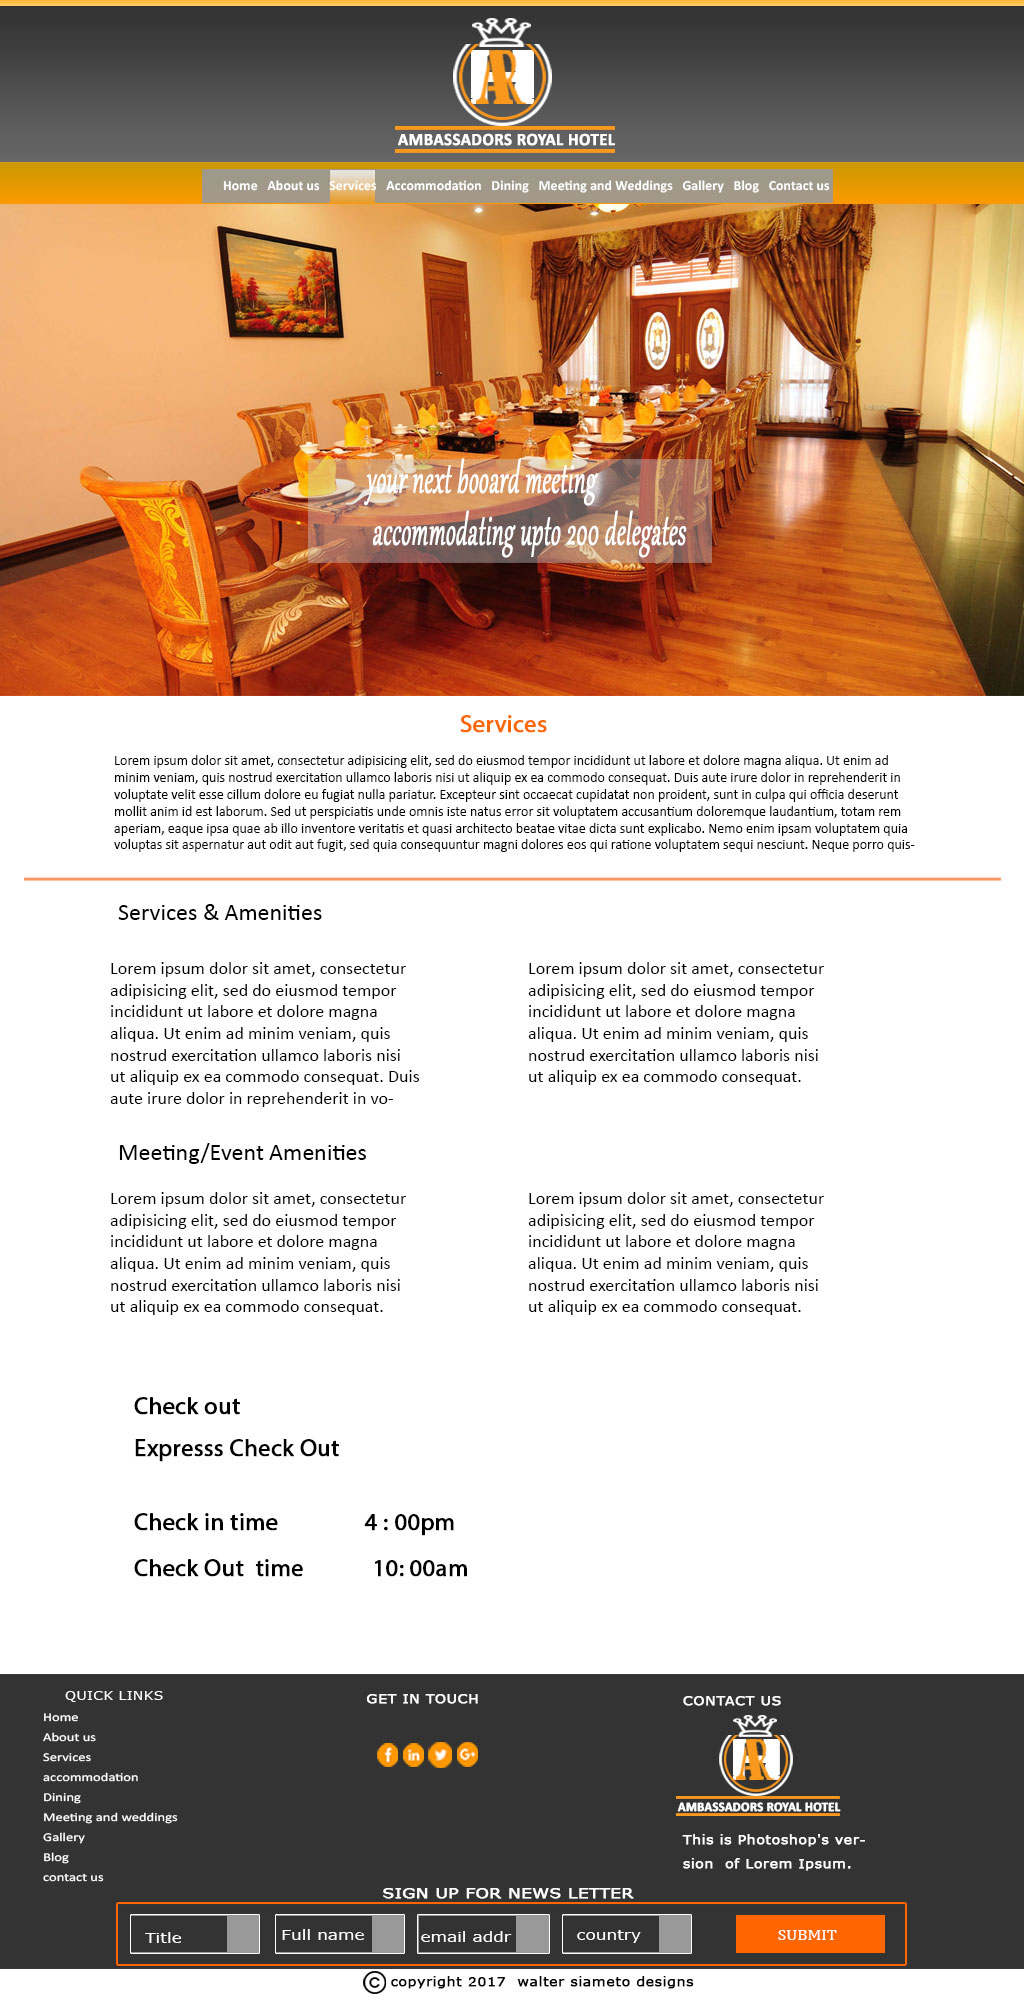 AR
AMBASSADORS ROYAL HOTEL
Home About us Services Accommodation Dining Meeting and Weddings Gallery Blog Contact us
your next booard meeting
accommodating upto 200 delegates
Services
Lorem ipsum dolor sit amet, consectetur adipisicing elit, sed do eiusmod tempor incididunt ut labore et dolore magna aliqua. Ut enim ad
minim veniam, quis nostrud exercitation ullamco laboris nisi ut aliquip ex ea commodo consequat. Duis aute irure dolor in reprehenderit in
voluptate velit esse cillum dolore eu fugiat nulla pariatur. Excepteur sint occaecat cupidatat non proident, sunt in culpa qui officia deserunt
mollit anim id est laborum. Sed ut perspiciatis unde omnis iste natus error sit voluptatem accusantium doloremque laudantium, totam rem
aperiam, eaque ipsa quae ab illo inventore veritatis et quasi architecto beatae vitae dicta sunt explicabo. Nemo enim ipsam voluptatem quia
voluptas sit aspernatur aut odit aut fugit, sed quia consequuntur magni dolores eos qui ratione voluptatem sequi nesciunt. Neque porro quis-
Services & Amenities
Lorem ipsum dolor sit amet, consectetur
adipisicing elit, sed do eiusmod tempor
incididunt ut labore et dolore magna
aliqua. Ut enim ad minim veniam, quis
nostrud exercitation ullamco laboris nisi
ut aliquip ex ea commodo consequat. Duis
aute irure dolor in reprehenderit in vo-
Lorem ipsum dolor sit amet, consectetur
adipisicing elit, sed do eiusmod tempor
incididunt ut labore et dolore magna
aliqua. Ut enim ad minim veniam, quis
nostrud exercitation ullamco laboris nisi
ut aliquip ex ea commodo consequat.
Meeting/Event Amenities
Lorem ipsum dolor sit amet, consectetur
adipisicing elit, sed do eiusmod tempor
incididunt ut labore et dolore magna
aliqua. Ut enim ad minim veniam, quis
nostrud exercitation ullamco laboris nisi
ut aliquip ex ea commodo consequat.
Lorem ipsum dolor sit amet, consectetur
adipisicing elit, sed do eiusmod tempor
incididunt ut labore et dolore magna
aliqua. Ut enim ad minim veniam, quis
nostrud exercitation ullamco laboris nisi
ut aliquip ex ea commodo consequat.
Check out
Expresss Check Out
Check in time 4 : 00pm
Check Out time 10: 00am
QUICK LINKS
Home
About us
Services
accommodation
Dining
Meeting and weddings
Gallery
Blog
contact us
GET IN TOUCH
CONTACT US
AR
AMBASSADORS ROYAL HOTEL
This is Photoshop's ver-
sion of Lorem Ipsum.
SIGN UP FOR NEWS LETTER
Title Full name email addr country SUBMIT
© copyright 2017 walter siameto designs